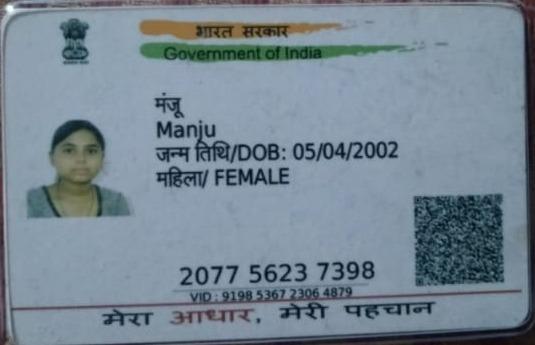 भारत सरकार
Government of India
मंजू
Manju
जन्म तिथि/DOB: 05/04/2002
महिला/ FEMALE
2077 5623 7398
VID : 9198 5367 2306 4879
मेरा आधार, मेरी पहचान